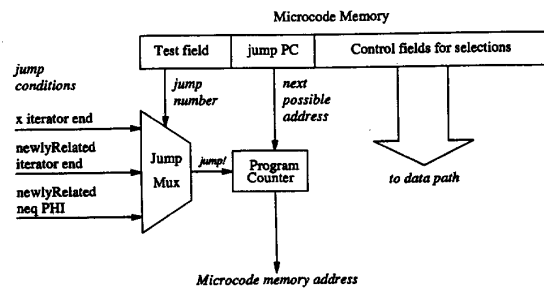 Microcode Memory
Test field
jump PC
Control fields for selections
jump
conditions
jump
number
next
possible
address
x iterator end
newlyRelated
iterator end
newlyRelated
neq PHI
Jump
Mux
jump!
Program
Counter
to data path
Microcode memory address